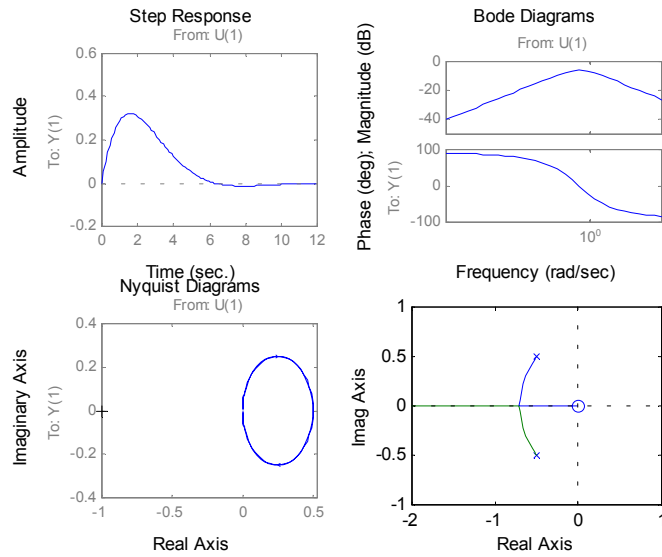 Step Response
From: U(1)
Amplitude
To: Y(1)
0.6
0.4
0.2
0
-0.2
0
2
4
6
8
10
12
Time (sec.)
Bode Diagrams
From: U(1)
Phase (deg); Magnitude (dB)
To: Y(1)
0
-20
-40
100
0
-100
10^0
Frequency (rad/sec)
Nyquist Diagrams
From: U(1)
Imaginary Axis
To: Y(1)
0.4
0.2
0
-0.2
-0.4
-1
-0.5
0
0.5
Real Axis
Imag Axis
1
0.5
0
-0.5
-1
-2
-1
0
1
Real Axis